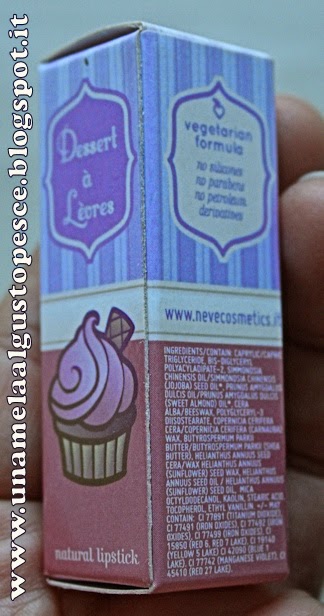 www.unamelaalgustopesce.blogspot.it
Dessert
à
Lèvres
natural lipstick
vegetarian
formula
no silicones
no parabens
no petroleum
derivatives
www.nevecosmetics.it
INGREDIENTS/CONTAIN: CAPRYLIC/CAPRIC
TRIGLYCERIDE, BIS-DIGLYCERYL
POLYACYLADIPATE-2, SIMMONDSIA
CHINENSIS OIL/SIMMONDSIA CHINENSIS
(JOJOBA) SEED OIL*, PRUNUS AMYGDALUS
DULCIS OIL/PRUNUS AMYGDALUS DULCIS
(SWEET ALMOND) OIL*, CERA
ALBA/BEESWAX, POLYGLYCERYL-3
DIISOSTEARATE, COPERNICIA CERIFERA
CERA/COPERNICIA CERIFERA (CARNAUBA)
WAX, BUTYROSPERMUM PARKII
BUTTER/BUTYROSPERMUM PARKII (SHEA
BUTTER), HELIANTHUS ANNUUS SEED
CERA/WAX HELIANTHUS ANNUUS
(SUNFLOWER) SEED WAX, HELIANTHUS
ANNUUS SEED OIL/ HELIANTHUS ANNUUS
(SUNFLOWER) SEED OIL, MICA
OCTYLDODECANOL, KAOLIN, STEARIC ACID,
TOCOPHEROL, ETHYL VANILLIN. +/- MAY
CONTAIN: CI 77891 (TITANIUM DIOXIDE),
CI 77491 (IRON OXIDES), CI 77492 (IRON
OXIDES), CI 77499 (IRON OXIDES), CI
15850 (RED 6, RED 7 LAKE), CI 19140
(YELLOW 5 LAKE) CI 42090 (BLUE 1
LAKE), CI 77742 (MANGANESE VIOLET), CI
45410 (RED 27 LAKE).